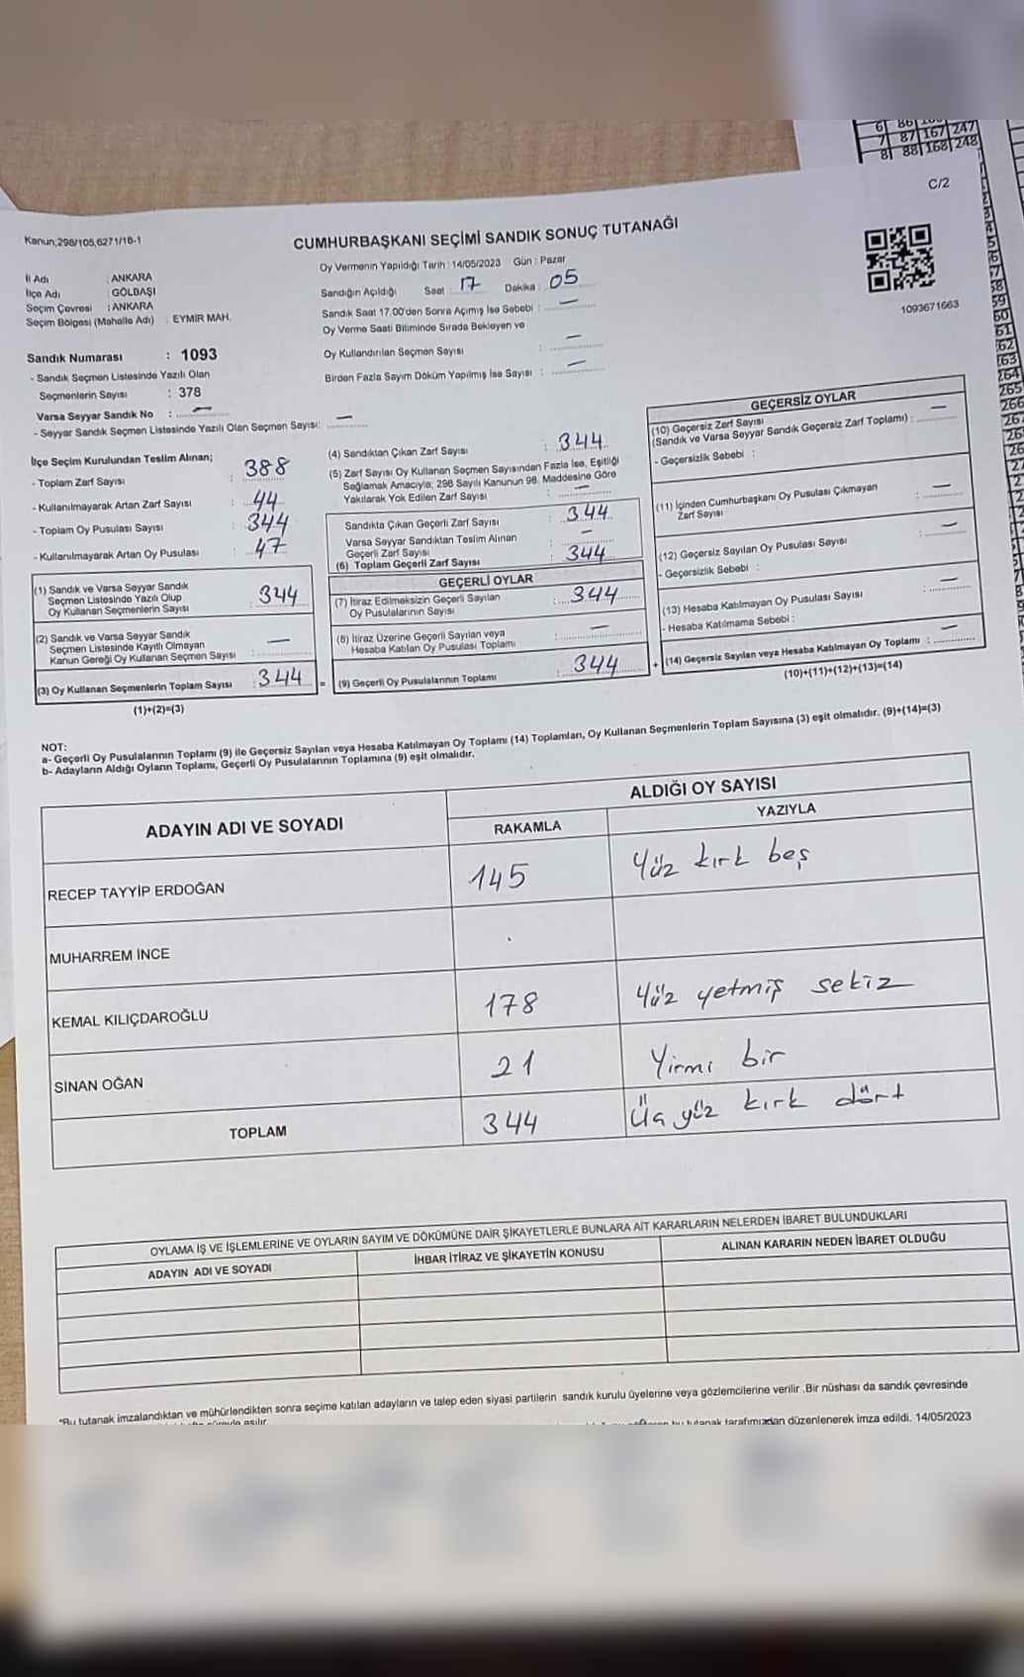 6 86
7 87 167 247
8 88 168 248
C/2
Kanun;298/105,6271/18-1
CUMHURBAŞKANI SEÇİMİ SANDIK SONUÇ TUTANAĞI
1093671663
İl Adı : ANKARA
İlçe Adı : GÖLBAŞI
Seçim Çevresi : ANKARA
Seçim Bölgesi (Mahalle Adı) : EYMİR MAH.
Sandık Numarası : 1093
- Sandık Seçmen Listesinde Yazılı Olan
Seçmenlerin Sayısı : 378
Varsa Seyyar Sandık No : —
- Seyyar Sandık Seçmen Listesinde Yazılı Olan Seçmen Sayısı: —
Oy Vermenin Yapıldığı Tarih : 14/05/2023 Gün : Pazar
Sandığın Açıldığı Saat : 17 Dakika : 05
Sandık Saat 17.00'den Sonra Açımış İse Sebebi : —
Oy Verme Saati Bitiminde Sırada Bekleyen ve
Oy Kullandırılan Seçmen Sayısı : —
Birden Fazla Sayım Döküm Yapılmış İse Sayısı : —
İlçe Seçim Kurulundan Teslim Alınan;
- Toplam Zarf Sayısı : 388
- Kullanılmayarak Artan Zarf Sayısı : 44
- Toplam Oy Pusulası Sayısı : 344
- Kullanılmayarak Artan Oy Pusulası : 47
(1) Sandık ve Varsa Seyyar Sandık
Seçmen Listesinde Yazılı Olup
Oy Kullanan Seçmenlerin Sayısı : 344
(2) Sandık ve Varsa Seyyar Sandık
Seçmen Listesinde Kayıtlı Olmayan
Kanun Gereği Oy Kullanan Seçmen Sayısı : —
(3) Oy Kullanan Seçmenlerin Toplam Sayısı : 344 =
(1)+(2)=(3)
(4) Sandıktan Çıkan Zarf Sayısı : 344
(5) Zarf Sayısı Oy Kullanan Seçmen Sayısından Fazla İse, Eşitliği
Sağlamak Amacıyla; 298 Sayılı Kanunun 98. Maddesine Göre
Yakılarak Yok Edilen Zarf Sayısı : —
Sandıkta Çıkan Geçerli Zarf Sayısı : 344
Varsa Seyyar Sandıktan Teslim Alınan
Geçerli Zarf Sayısı : —
(6) Toplam Geçerli Zarf Sayısı : 344
GEÇERLİ OYLAR
(7) İtiraz Edilmeksizin Geçerli Sayılan
Oy Pusulalarının Sayısı : 344
(8) İtiraz Üzerine Geçerli Sayılan veya
Hesaba Katılan Oy Pusulası Toplamı : —
(9) Geçerli Oy Pusulalarının Toplamı : 344 +
GEÇERSİZ OYLAR
(10) Geçersiz Zarf Sayısı
(Sandık ve Varsa Seyyar Sandık Geçersiz Zarf Toplamı) : —
- Geçersizlik Sebebi :
(11) İçinden Cumhurbaşkanı Oy Pusulası Çıkmayan
Zarf Sayısı : —
(12) Geçersiz Sayılan Oy Pusulası Sayısı : —
- Geçersizlik Sebebi :
(13) Hesaba Katılmayan Oy Pusulası Sayısı : —
- Hesaba Katılmama Sebebi :
(14) Geçersiz Sayılan veya Hesaba Katılmayan Oy Toplamı : —
(10)+(11)+(12)+(13)=(14)
NOT:
a- Geçerli Oy Pusulalarının Toplamı (9) ile Geçersiz Sayılan veya Hesaba Katılmayan Oy Toplamı (14) Toplamları, Oy Kullanan Seçmenlerin Toplam Sayısına (3) eşit olmalıdır. (9)+(14)=(3)
b- Adayların Aldığı Oyların Toplamı, Geçerli Oy Pusulalarının Toplamına (9) eşit olmalıdır.
ADAYIN ADI VE SOYADI
ALDIĞI OY SAYISI
RAKAMLA YAZIYLA
RECEP TAYYİP ERDOĞAN 145 Yüz kırk beş
MUHARREM İNCE
KEMAL KILIÇDAROĞLU 178 Yüz yetmiş sekiz
SİNAN OĞAN 21 Yirmi bir
TOPLAM 344 Üç yüz kırk dört
OYLAMA İŞ VE İŞLEMLERİNE VE OYLARIN SAYIM VE DÖKÜMÜNE DAİR ŞİKAYETLERLE BUNLARA AİT KARARLARIN NELERDEN İBARET BULUNDUKLARI
ADAYIN ADI VE SOYADI İHBAR İTİRAZ VE ŞİKAYETİN KONUSU ALINAN KARARIN NEDEN İBARET OLDUĞU
*Bu tutanak imzalandıktan ve mühürlendikten sonra seçime katılan adayların ve talep eden siyasi partilerin sandık kurulu üyelerine veya gözlemcilerine verilir .Bir nüshası da sandık çevresinde
asılır. bu tutanak tarafımızdan düzenlenerek imza edildi. 14/05/2023